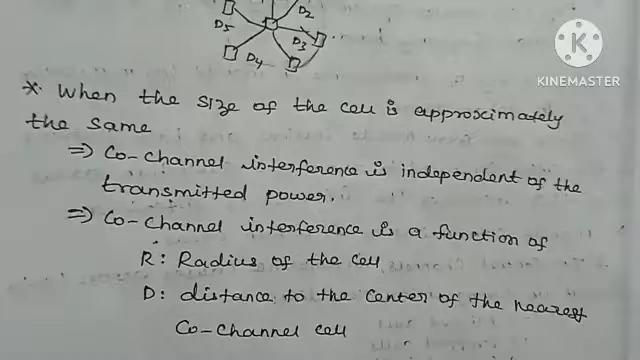 D2
D5
D3
D4
KINEMASTER
* When the size of the cell is approximately
the same
⇒ Co-channel interference is independent of the
transmitted power.
⇒ Co-channel interference is a function of
R: Radius of the cell
D: distance to the center of the nearest
Co-channel cell